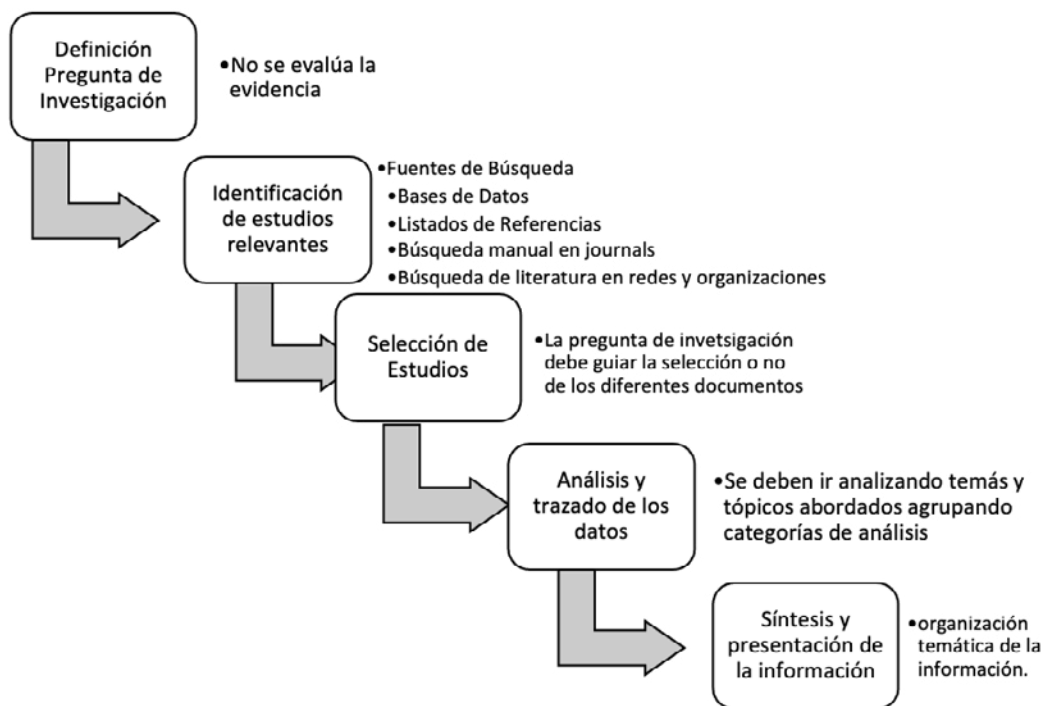 Definición
Pregunta de
Investigación
•No se evalúa la
evidencia
Identificación
de estudios
relevantes
•Fuentes de Búsqueda
•Bases de Datos
•Listados de Referencias
•Búsqueda manual en journals
•Búsqueda de literatura en redes y organizaciones
Selección de
Estudios
•La pregunta de invetsigación
debe guiar la selección o no
de los diferentes documentos
Análisis y
trazado de los
datos
•Se deben ir analizando temás y
tópicos abordados agrupando
categorías de análisis
Síntesis y
presentación de
la información
•organización
temática de la
información.